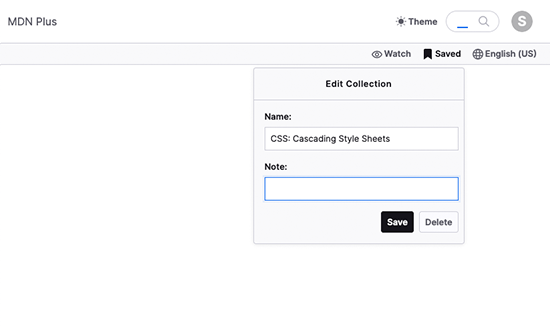 MDN Plus
Theme
S
Watch
Saved
English (US)
Edit Collection
Name:
CSS: Cascading Style Sheets
Note:
Save
Delete